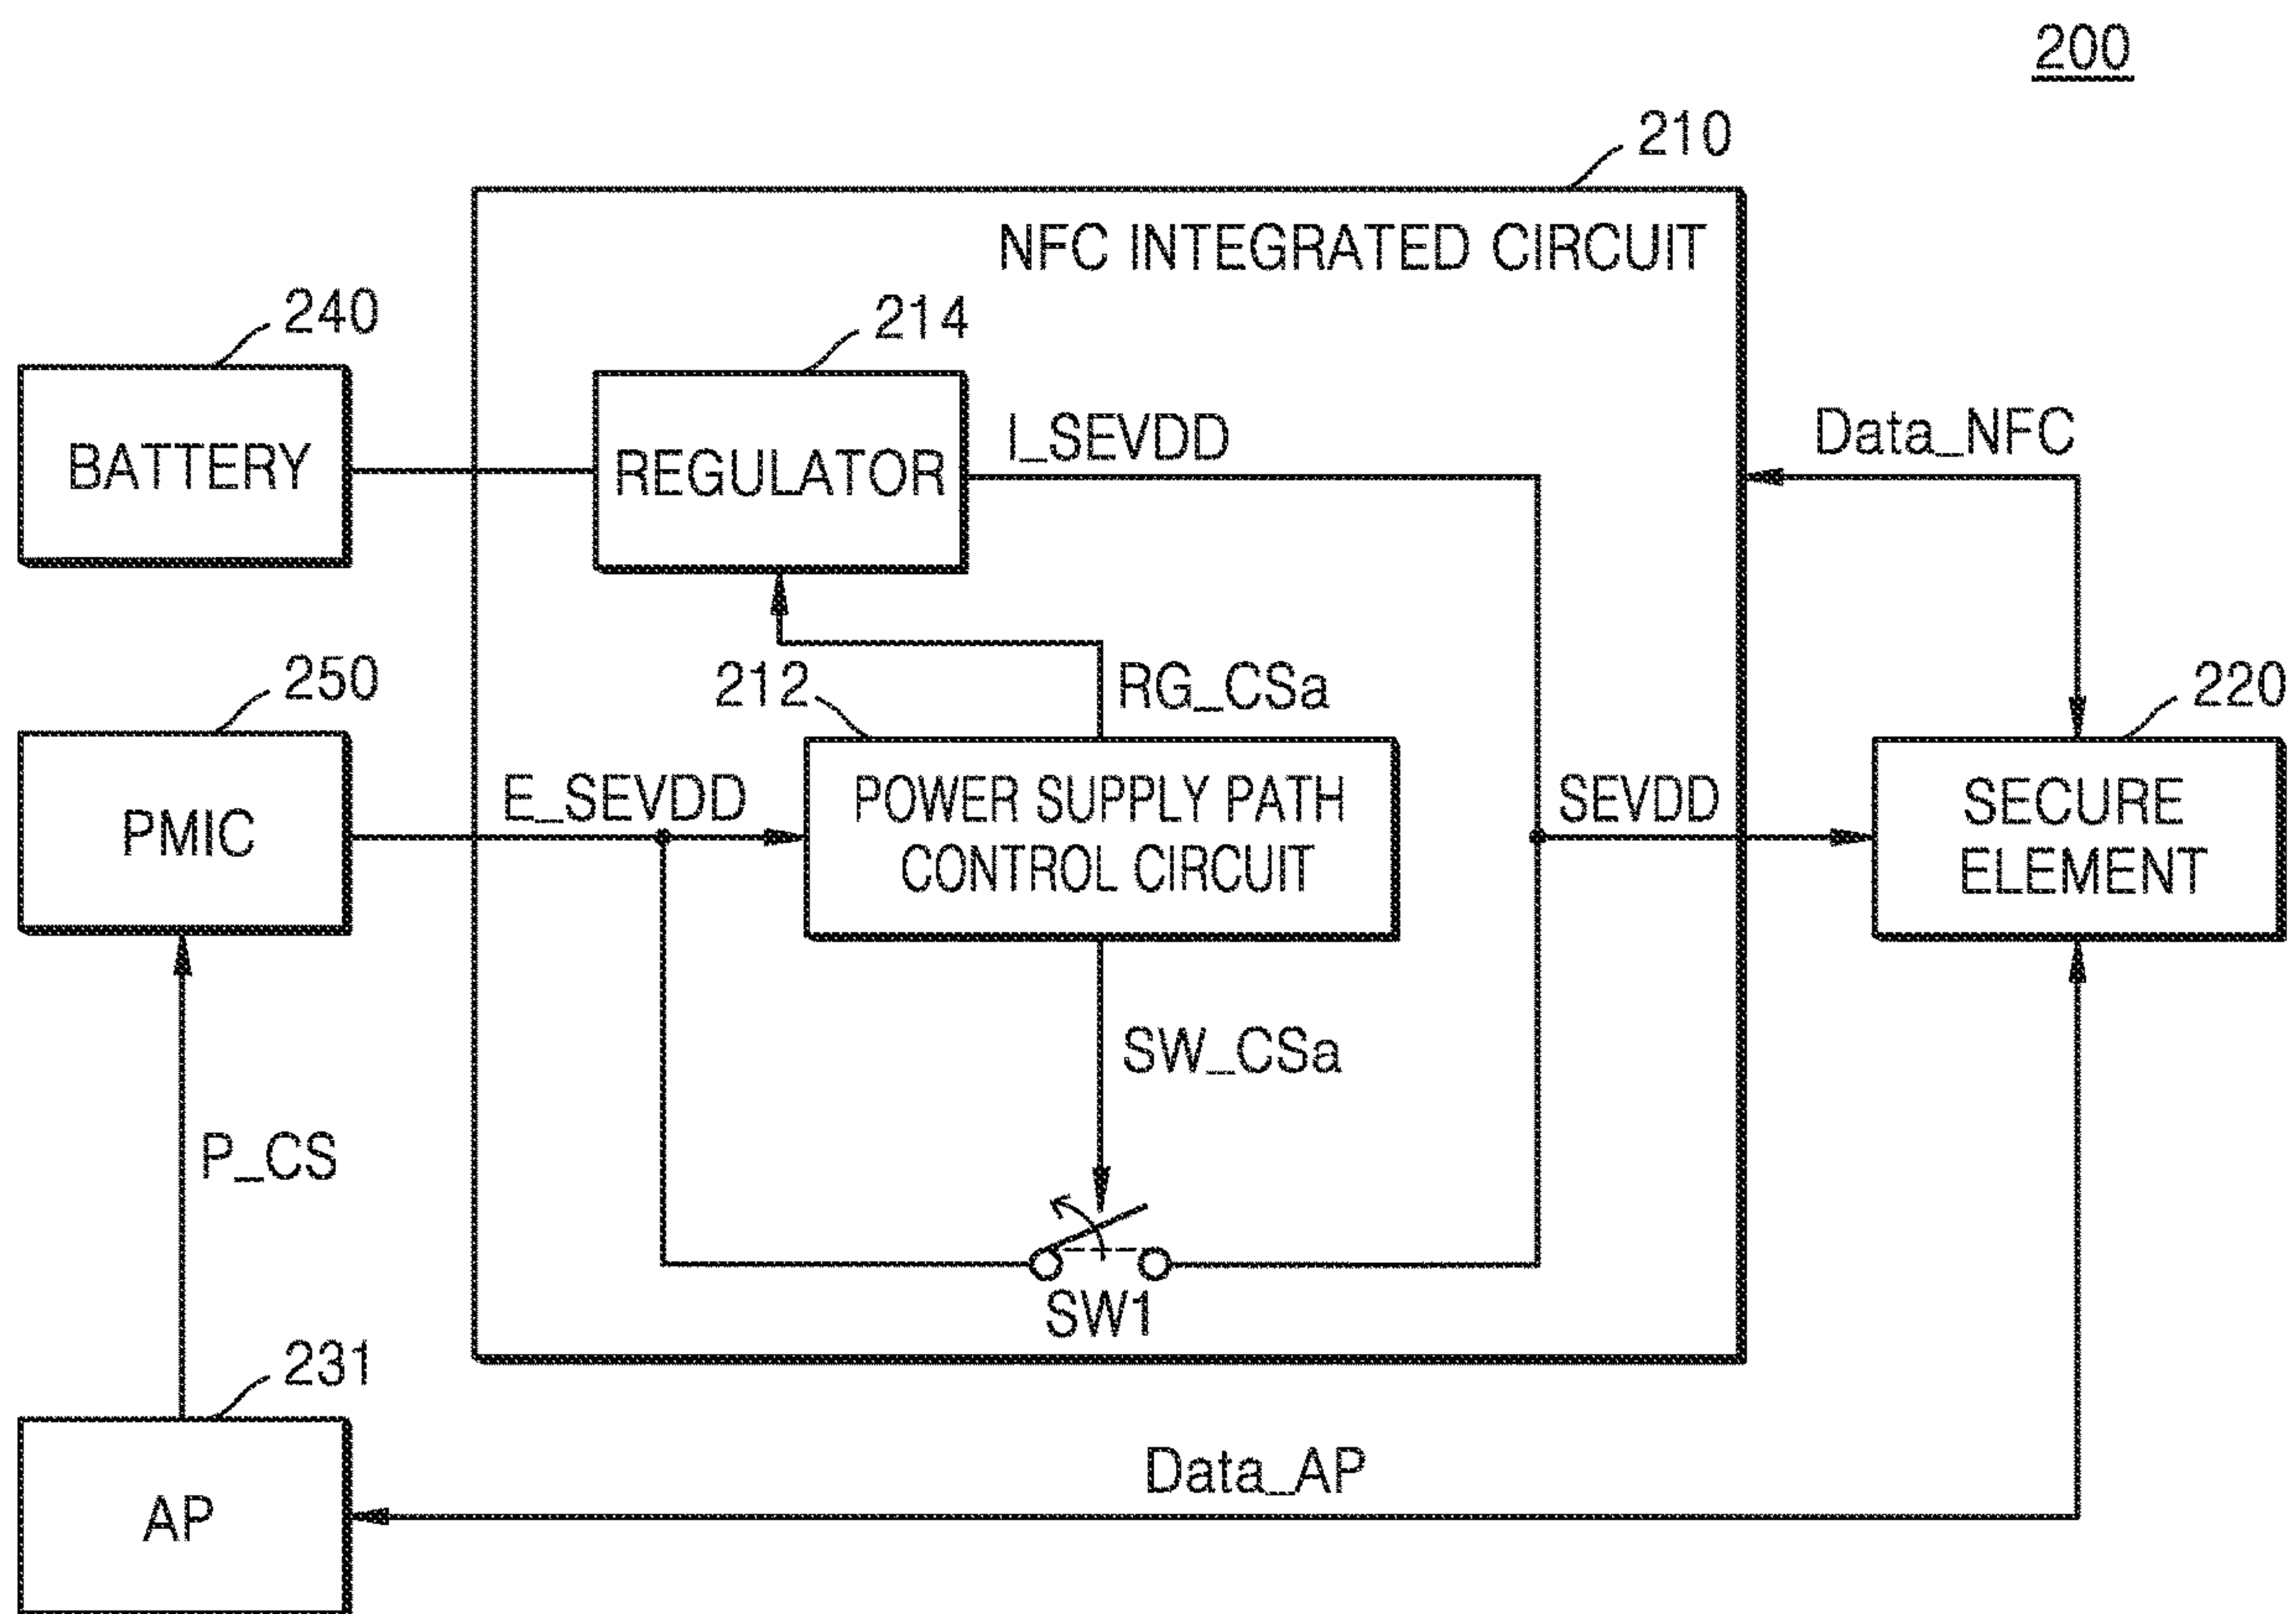 200
210
NFC INTEGRATED CIRCUIT
240
214
BATTERY
REGULATOR
I_SEVDD
Data_NFC
250
212
RG_CSa
220
PMIC
E_SEVDD
POWER SUPPLY PATH
CONTROL CIRCUIT
SEVDD
SECURE
ELEMENT
SW_CSa
P_CS
SW1
231
AP
Data_AP